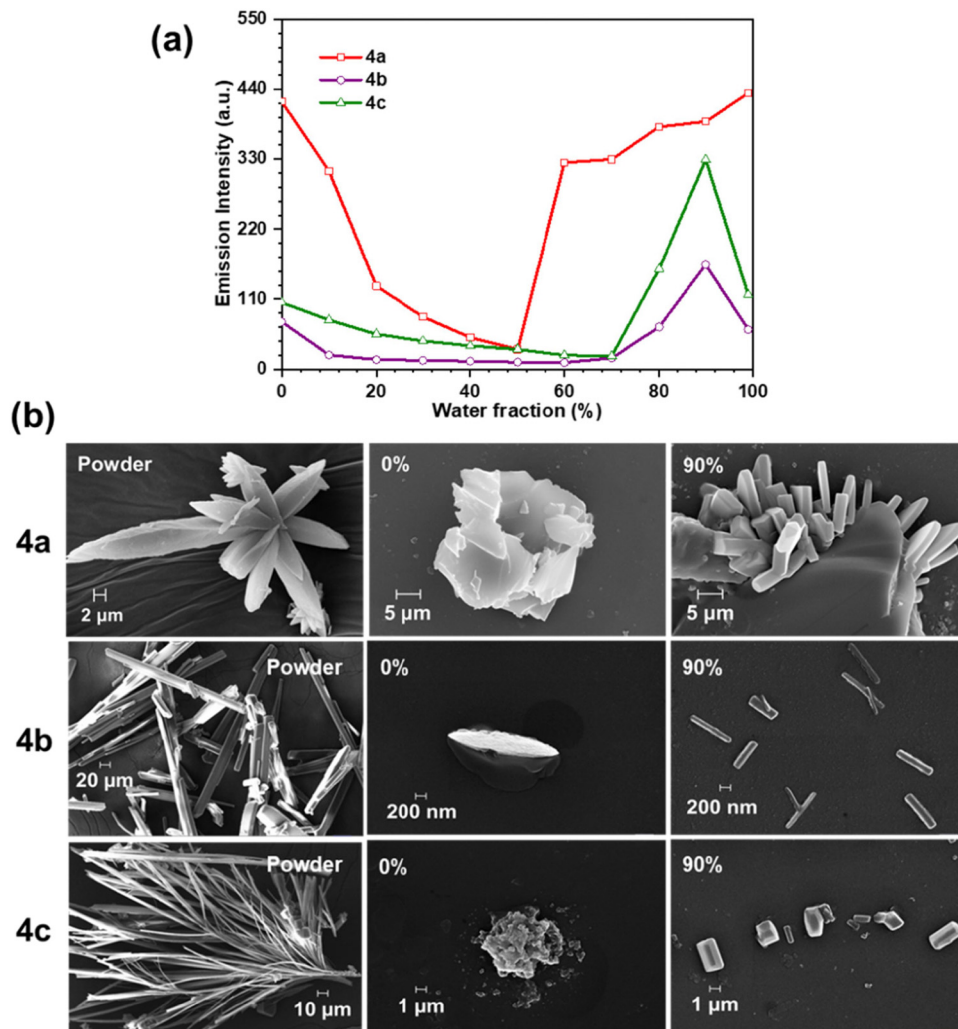 (a)
Emission Intensity (a.u.)
550
440
330
220
110
0
4a
4b
4c
0 20 40 60 80 100
Water fraction (%)
(b)
4a
Powder
2 μm
0%
5 μm
90%
5 μm
4b
Powder
20 μm
0%
200 nm
90%
200 nm
4c
Powder
10 μm
0%
1 μm
90%
1 μm